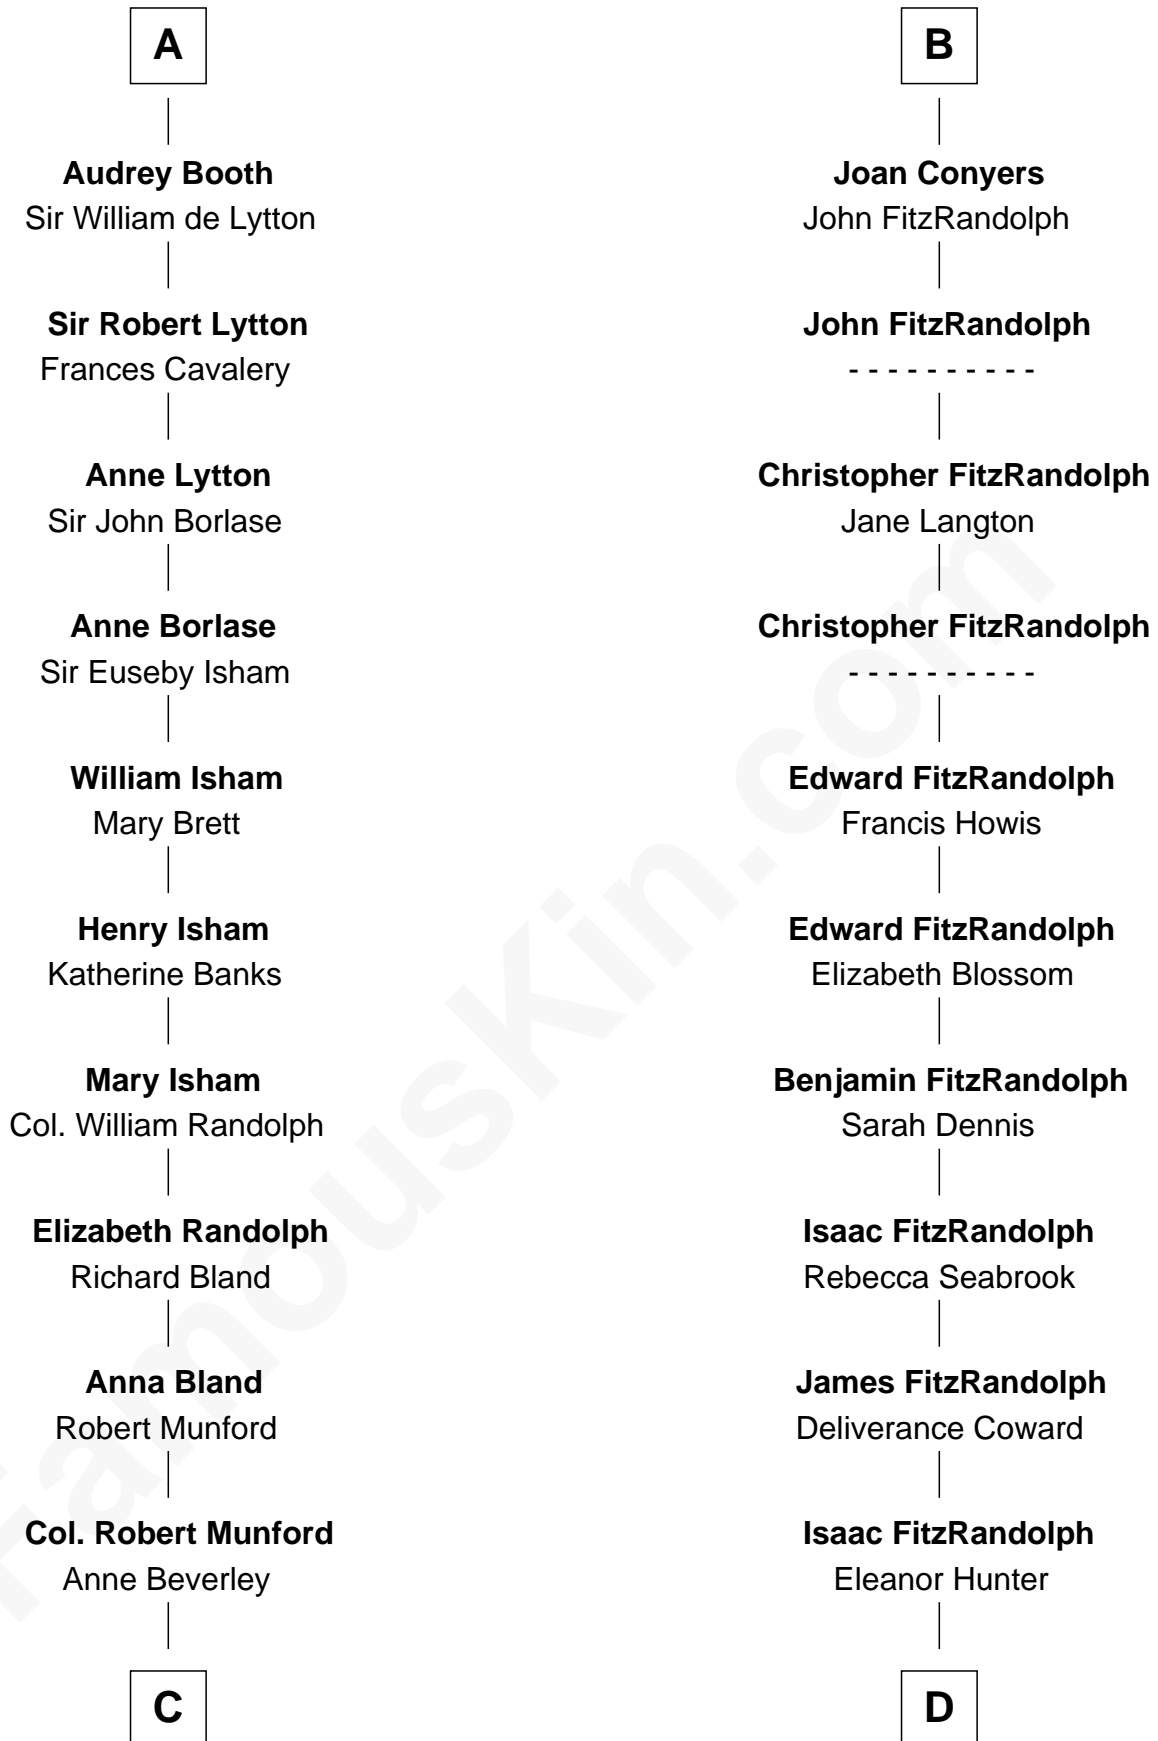 A
Audrey Booth
Sir William de Lytton
Sir Robert Lytton
Frances Cavalery
Anne Lytton
Sir John Borlase
Anne Borlase
Sir Euseby Isham
William Isham
Mary Brett
Henry Isham
Katherine Banks
Mary Isham
Col. William Randolph
Elizabeth Randolph
Richard Bland
Anna Bland
Robert Munford
Col. Robert Munford
Anne Beverley
C
B
Joan Conyers
John FitzRandolph
John FitzRandolph
- - - - - - - - - -
Christopher FitzRandolph
Jane Langton
Christopher FitzRandolph
- - - - - - - - - -
Edward FitzRandolph
Francis Howis
Edward FitzRandolph
Elizabeth Blossom
Benjamin FitzRandolph
Sarah Dennis
Isaac FitzRandolph
Rebecca Seabrook
James FitzRandolph
Deliverance Coward
Isaac FitzRandolph
Eleanor Hunter
D
FamousKin.com